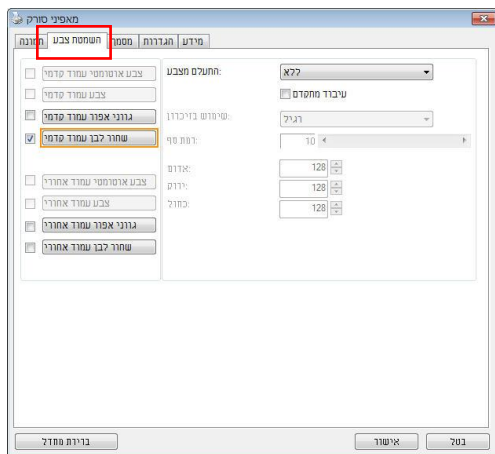 מאפיני סורק
תמונה השמטת צבע מסמך הגדרות מידע
צבע אוטומטי עמוד קדמי
צבע עמוד קדמי
גווני אפור עמוד קדמי
שחור לבן עמוד קדמי
צבע אוטומטי עמוד אחורי
צבע עמוד אחורי
גווני אפור עמוד אחורי
שחור לבן עמוד אחורי
התעלם מצבע: ללא
עיבוד מתקדם
שימוש בזיכרון: רגיל
רמת סף: 10
אדום: 128
ירוק: 128
כחול: 128
ברירת מחדל אישור בטל